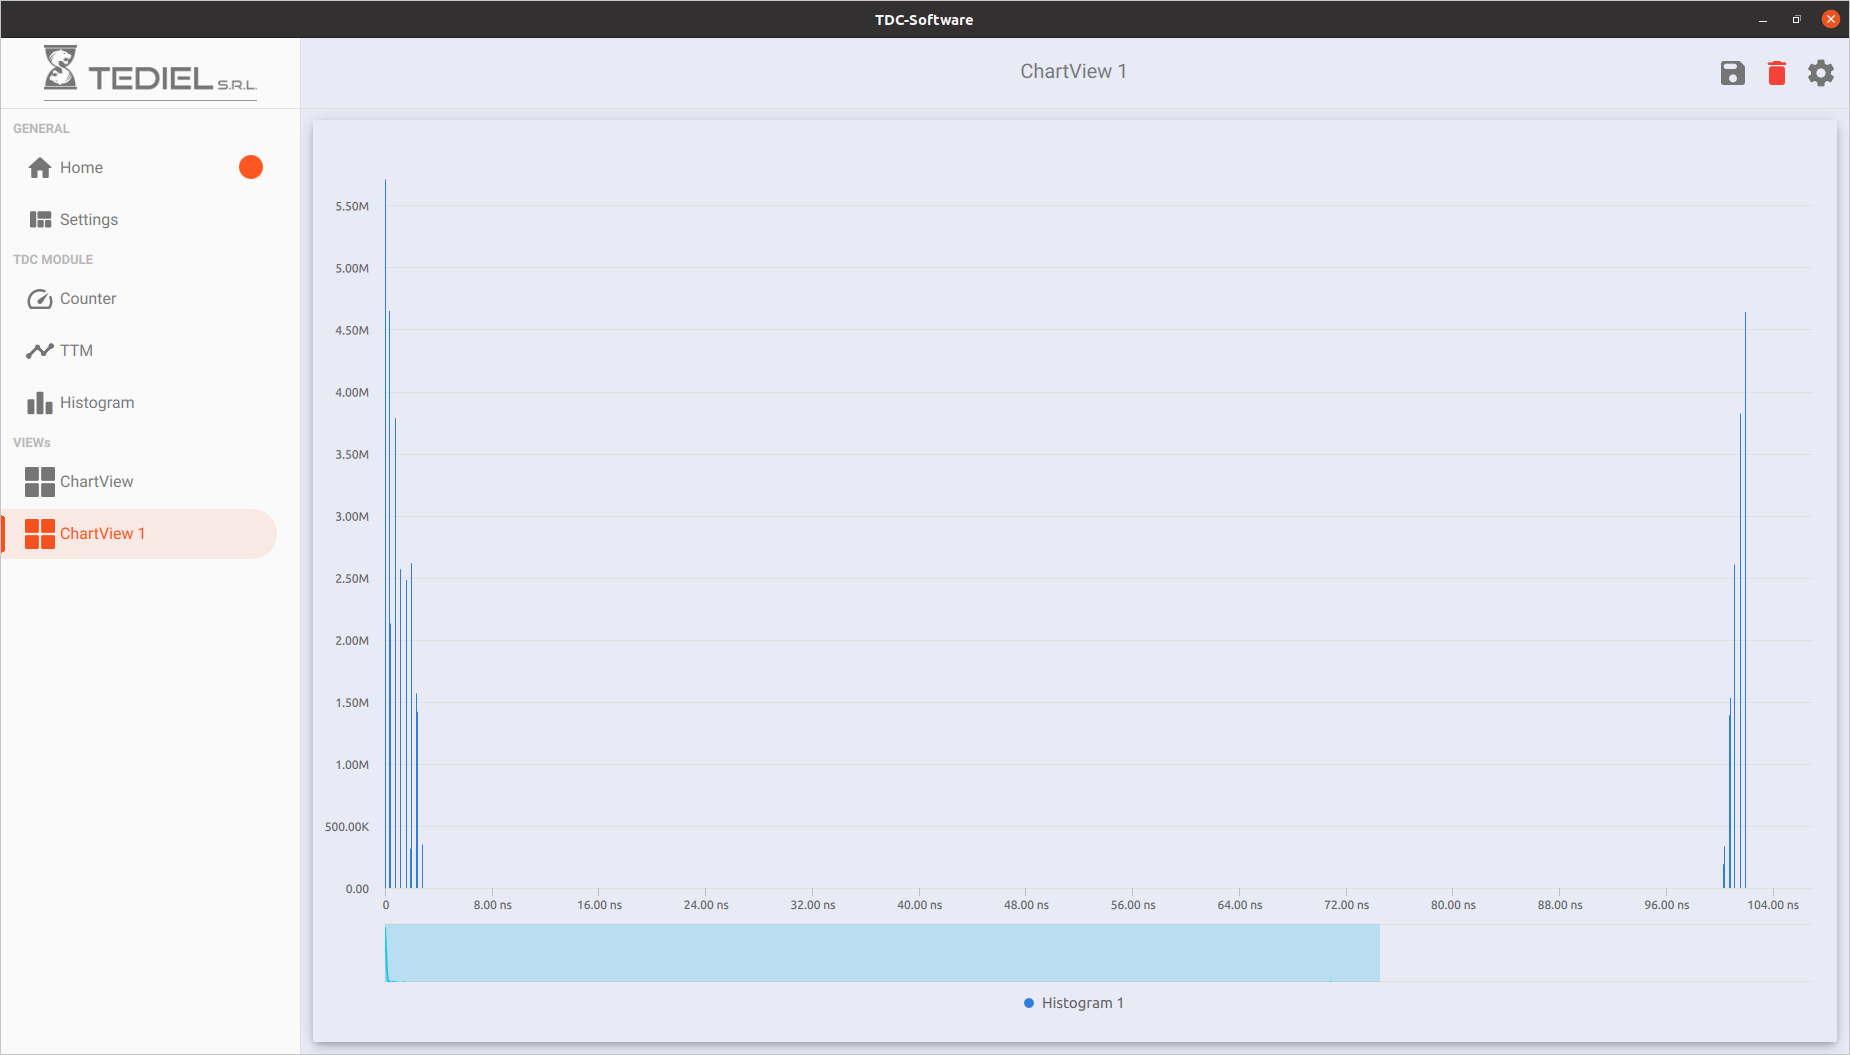 TDC-Software
TEDIEL S.R.L.
ChartView 1
GENERAL
Home
Settings
TDC MODULE
Counter
TTM
Histogram
VIEWs
ChartView
ChartView 1
5.50M
5.00M
4.50M
4.00M
3.50M
3.00M
2.50M
2.00M
1.50M
1.00M
500.00K
0.00
0 8.00 ns 16.00 ns 24.00 ns 32.00 ns 40.00 ns 48.00 ns 56.00 ns 64.00 ns 72.00 ns 80.00 ns 88.00 ns 96.00 ns 104.00 ns
Histogram 1